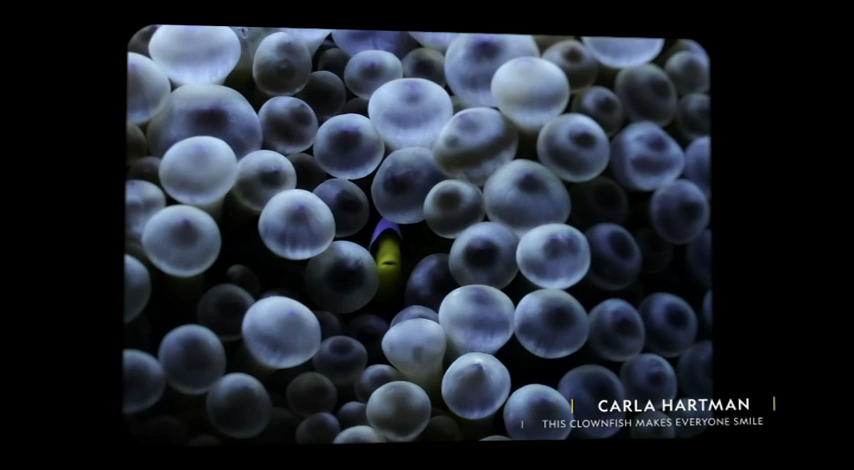 CARLA HARTMAN
THIS CLOWNFISH MAKES EVERYONE SMILE